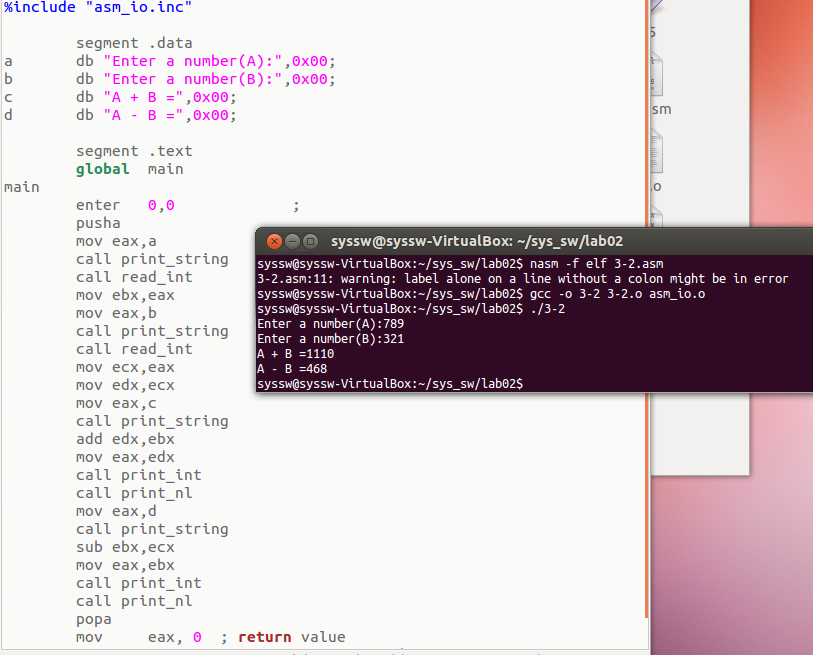 %include "asm_io.inc"
segment .data
a db "Enter a number(A):",0x00;
b db "Enter a number(B):",0x00;
c db "A + B =",0x00;
d db "A - B =",0x00;
segment .text
global main
main
enter 0,0 ;
pusha
mov eax,a
call print_string
call read_int
mov ebx,eax
mov eax,b
call print_string
call read_int
mov ecx,eax
mov edx,ecx
mov eax,c
call print_string
add edx,ebx
mov eax,edx
call print_int
call print_nl
mov eax,d
call print_string
sub ebx,ecx
mov eax,ebx
call print_int
call print_nl
popa
mov eax, 0 ; return value
syssw@syssw-VirtualBox: ~/sys_sw/lab02
syssw@syssw-VirtualBox:~/sys_sw/lab02$ nasm -f elf 3-2.asm
3-2.asm:11: warning: label alone on a line without a colon might be in error
syssw@syssw-VirtualBox:~/sys_sw/lab02$ gcc -o 3-2 3-2.o asm_io.o
syssw@syssw-VirtualBox:~/sys_sw/lab02$ ./3-2
Enter a number(A):789
Enter a number(B):321
A + B =1110
A - B =468
syssw@syssw-VirtualBox:~/sys_sw/lab02$
sm
.o